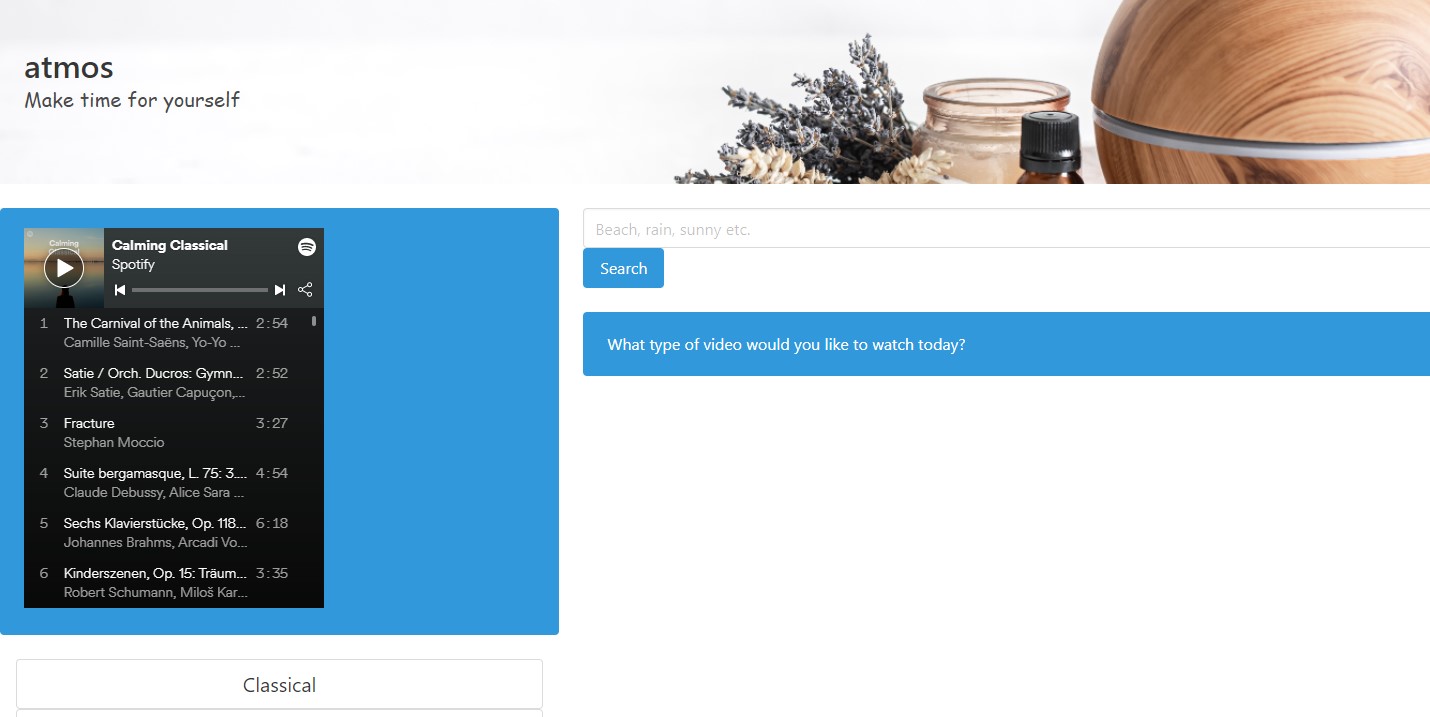 atmos
Make time for yourself
Calming Classical
Calming Classical
Spotify
1 The Carnival of the Animals, ... 2:54
Camille Saint-Saëns, Yo-Yo ...
2 Satie / Orch. Ducros: Gymn... 2:52
Erik Satie, Gautier Capuçon,...
3 Fracture 3:27
Stephan Moccio
4 Suite bergamasque, L. 75: 3.... 4:54
Claude Debussy, Alice Sara ...
5 Sechs Klavierstücke, Op. 118... 6:18
Johannes Brahms, Arcadi Vo...
6 Kinderszenen, Op. 15: Träum... 3:35
Robert Schumann, Miloš Kar...
Classical
Beach, rain, sunny etc.
Search
What type of video would you like to watch today?